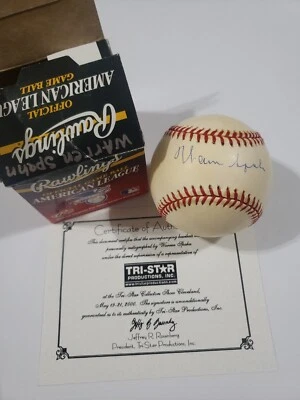 OFFICIAL
AMERICAN LEAGUE
GAME BALL
Rawlings
Warren Spahn
Rawlings
AMERICAN LEAGUE
Warren Spahn
Certificate of Auth
This document certifies that the accompanying baseball
personally autographed by Warren Spahn
under the direct supervision of a representative of
TRI-STAR
PRODUCTIONS, INC.
at the Tri-Star Collectors Show Cleveland,
May 19-21, 2000. This signature is unconditionally
guaranteed as to its authenticity by Tri-Star Productions, Inc.
Jeffrey R. Rosenberg
President, Tri-Star Productions, Inc.